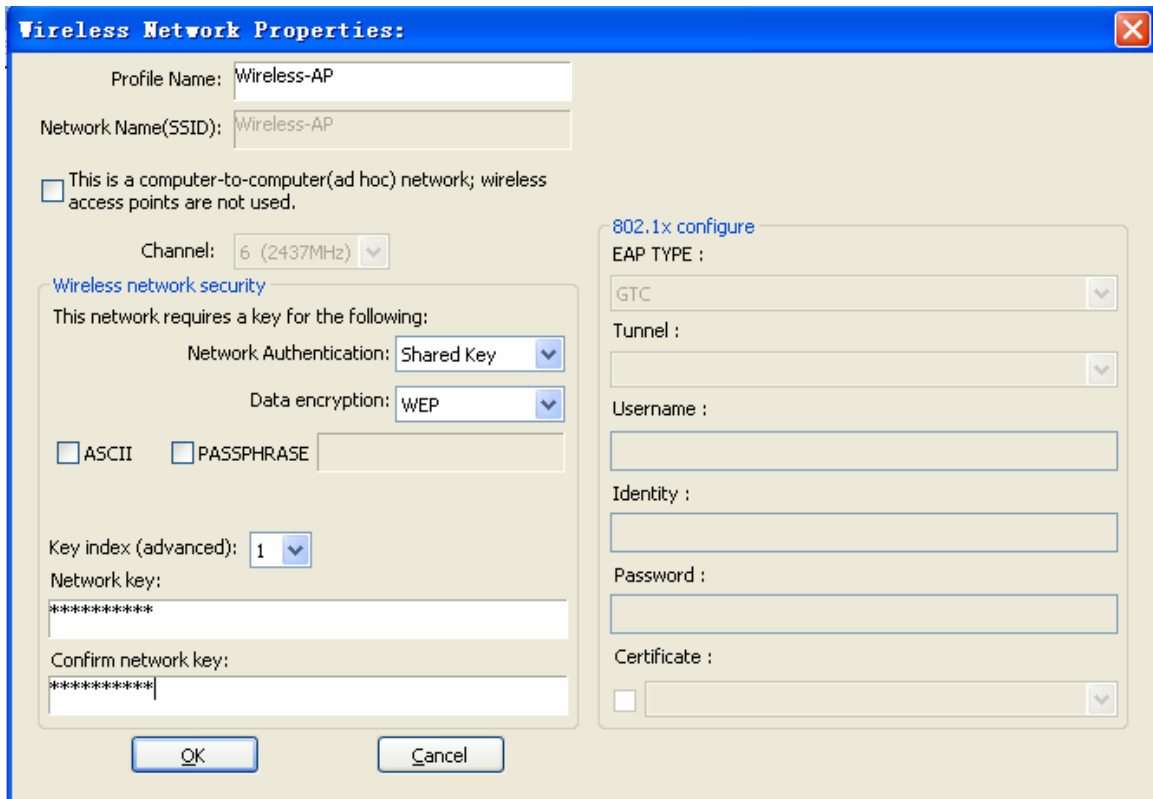 Wireless Network Properties:
Profile Name: Wireless-AP
Network Name(SSID): Wireless-AP
This is a computer-to-computer(ad hoc) network; wireless
access points are not used.
Channel: 6 (2437MHz)
Wireless network security
This network requires a key for the following:
Network Authentication: Shared Key
Data encryption: WEP
ASCII PASSPHRASE
Key index (advanced): 1
Network key:
**********
Confirm network key:
**********
OK Cancel
802.1x configure
EAP TYPE :
GTC
Tunnel :
Username :
Identity :
Password :
Certificate :